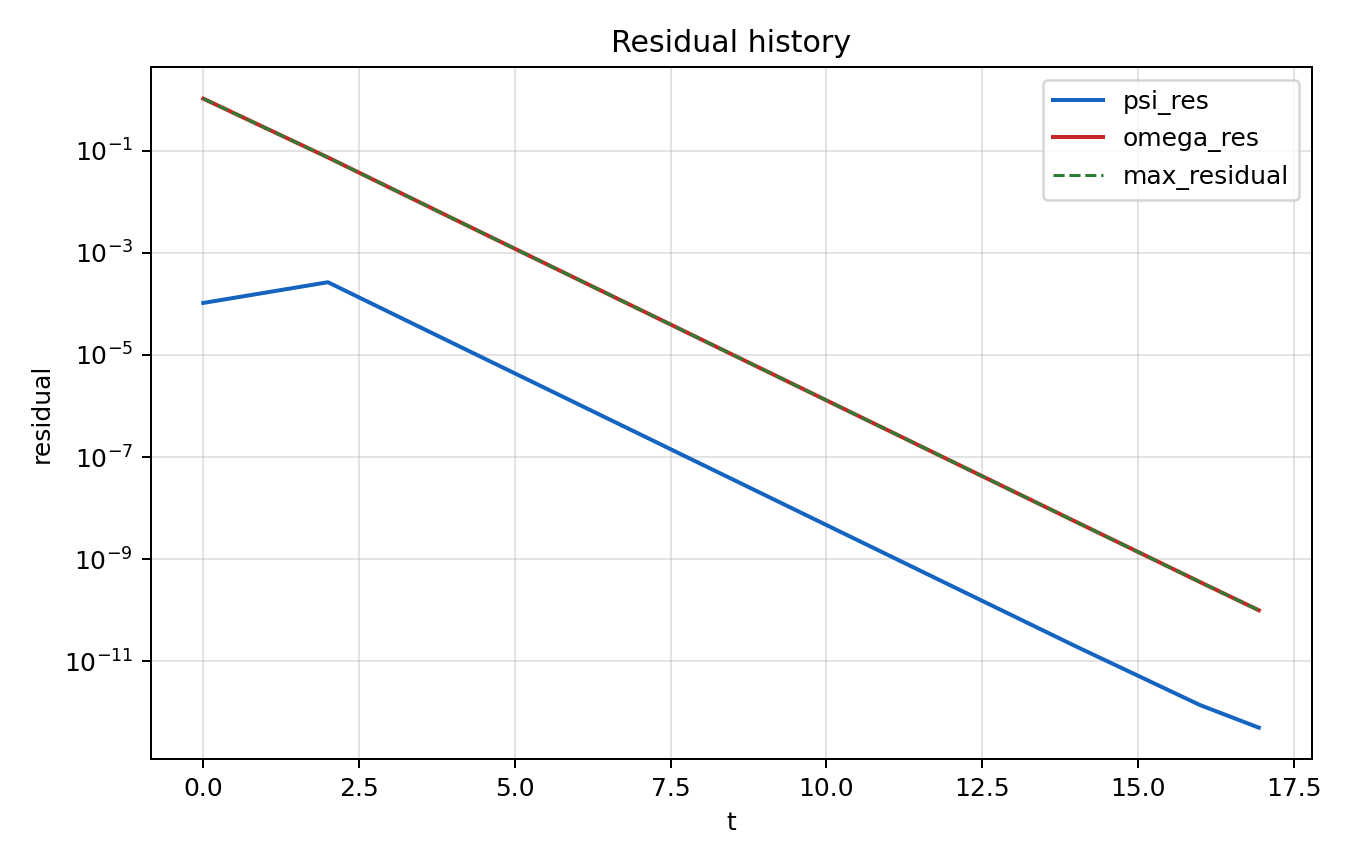 Residual history
psi_res
omega_res
max_residual
residual
10⁻¹
10⁻³
10⁻⁵
10⁻⁷
10⁻⁹
10⁻¹¹
0.0 2.5 5.0 7.5 10.0 12.5 15.0 17.5
t